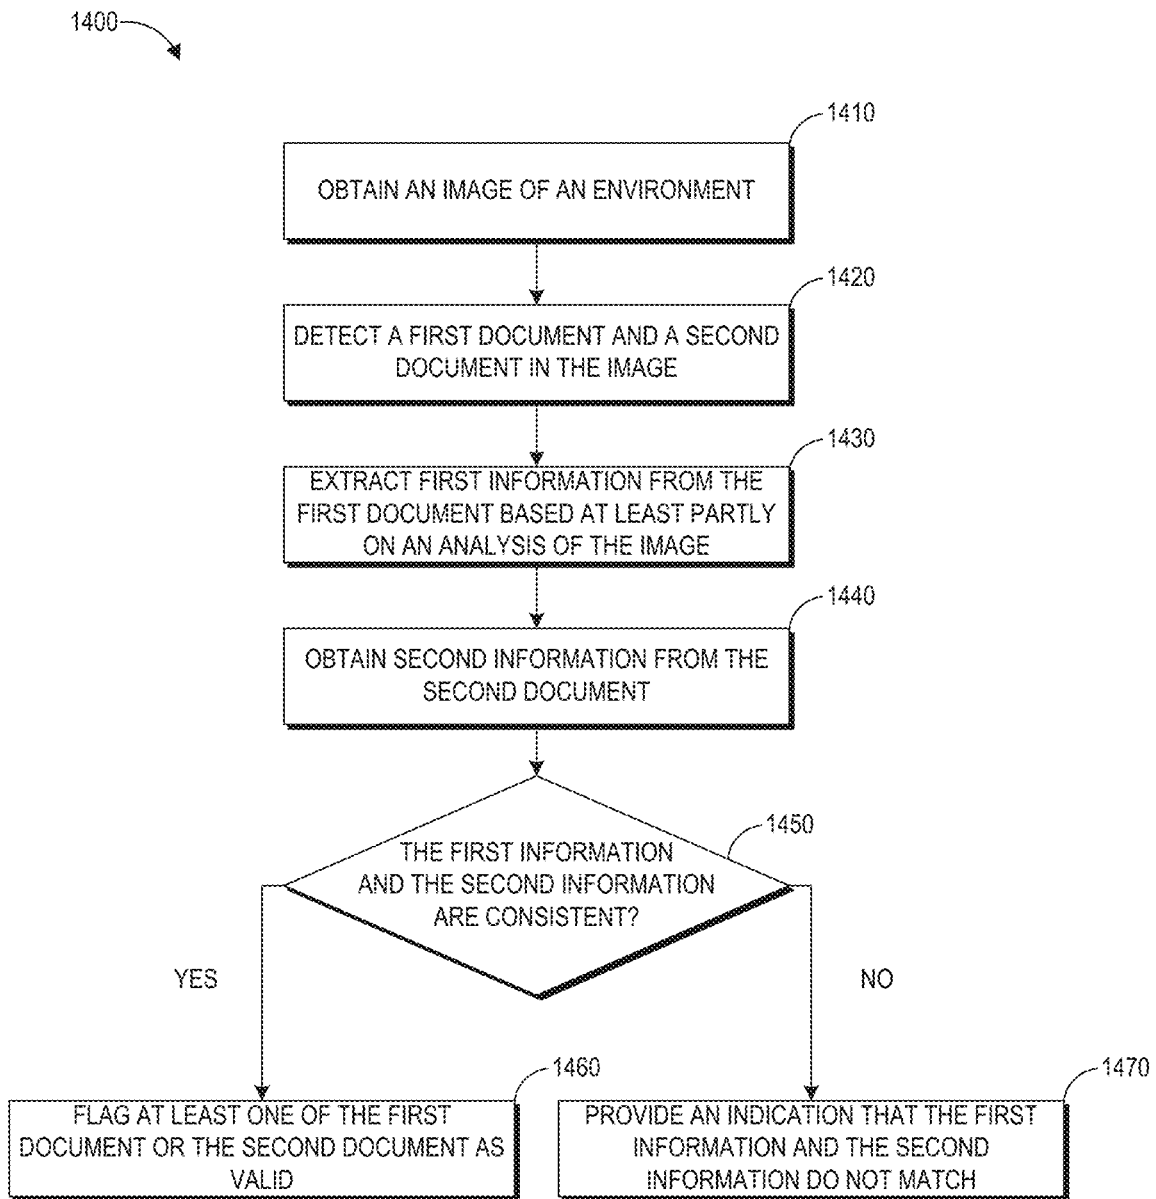 1400
1410
OBTAIN AN IMAGE OF AN ENVIRONMENT
1420
DETECT A FIRST DOCUMENT AND A SECOND
DOCUMENT IN THE IMAGE
1430
EXTRACT FIRST INFORMATION FROM THE
FIRST DOCUMENT BASED AT LEAST PARTLY
ON AN ANALYSIS OF THE IMAGE
1440
OBTAIN SECOND INFORMATION FROM THE
SECOND DOCUMENT
1450
THE FIRST INFORMATION
AND THE SECOND INFORMATION
ARE CONSISTENT?
YES
NO
1460
FLAG AT LEAST ONE OF THE FIRST
DOCUMENT OR THE SECOND DOCUMENT AS
VALID
1470
PROVIDE AN INDICATION THAT THE FIRST
INFORMATION AND THE SECOND
INFORMATION DO NOT MATCH